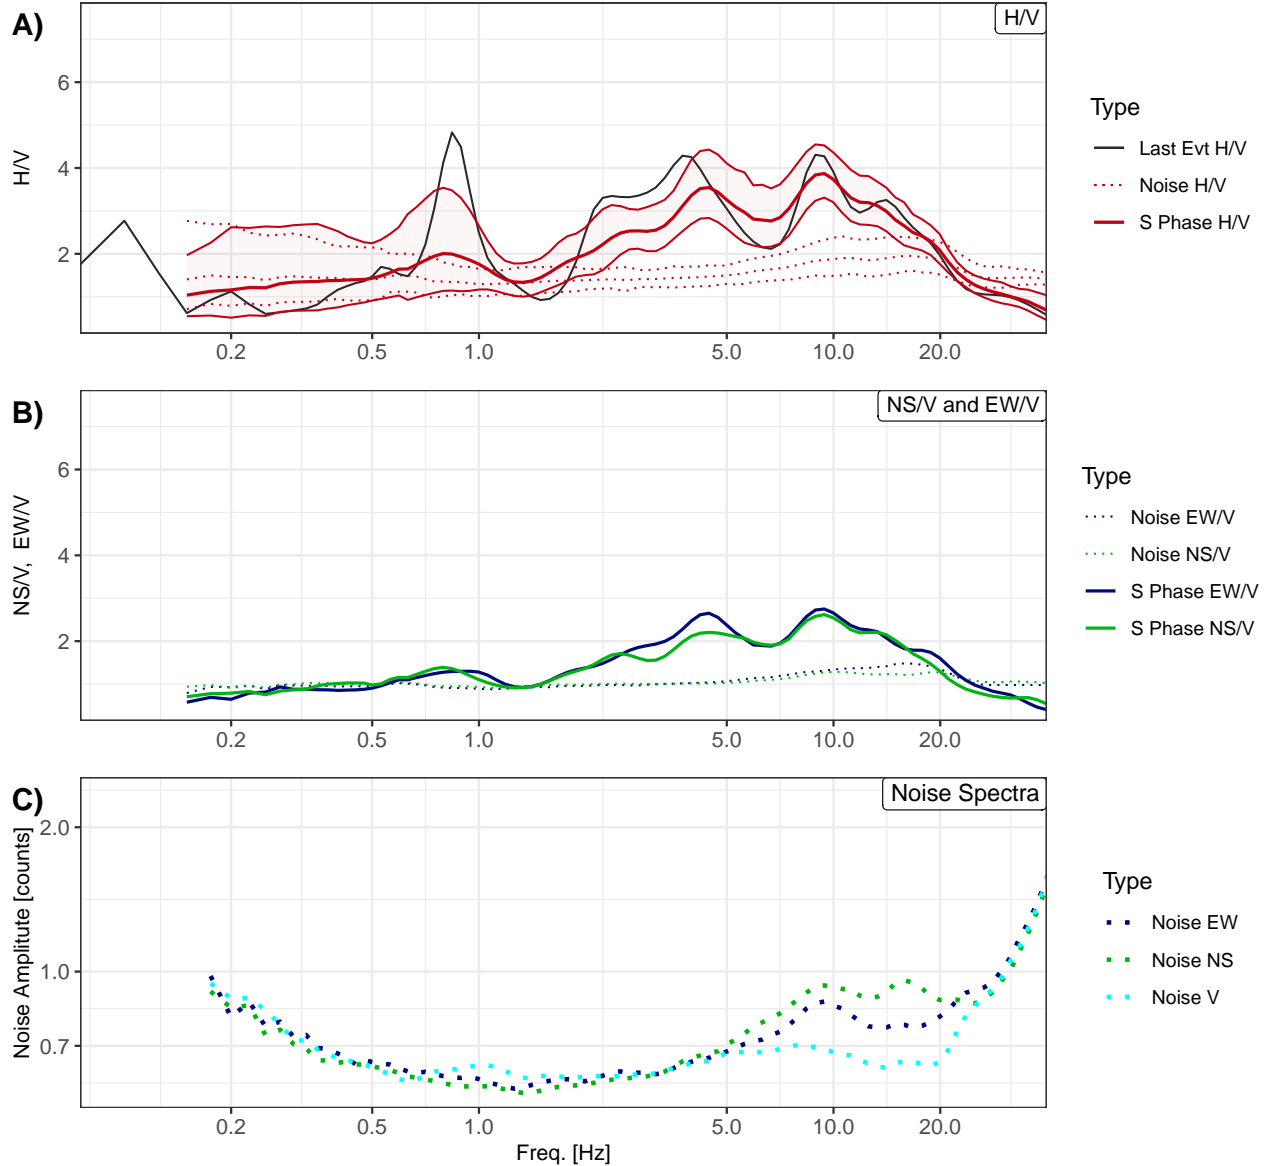 A)
H/V
6
4
2
H/V
0.2 0.5 1.0 5.0 10.0 20.0
Type
Last Evt H/V
Noise H/V
S Phase H/V
B)
NS/V and EW/V
6
4
2
NS/V, EW/V
0.2 0.5 1.0 5.0 10.0 20.0
Type
Noise EW/V
Noise NS/V
S Phase EW/V
S Phase NS/V
C)
Noise Spectra
2.0
1.0
0.7
Noise Amplitute [counts]
0.2 0.5 1.0 5.0 10.0 20.0
Freq. [Hz]
Type
Noise EW
Noise NS
Noise V